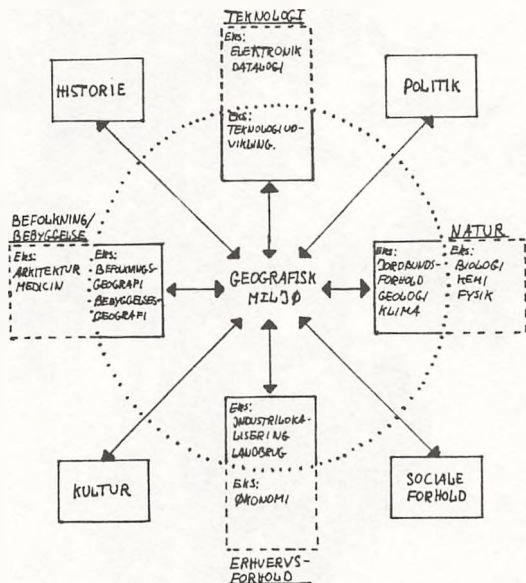 TEKNOLOGI
EKS:
ELEKTRONIK
DATALOGI
EKS:
TEKNOLOGIUD-
VIKLING.
HISTORIE
POLITIK
BEFOLKNING/
BEBYGGELSE
EKS:
ARKITEKTUR
MEDICIN
EKS:
BEFOLKNINGS-
GEOGRAFI
BEBYGGELSES-
GEOGRAFI
GEOGRAFISK
MILJØ
NATUR
EKS:
JORDBUNDS-
FORHOLD
GEOLOGI
KLIMA
EKS:
BIOLOGI
KEMI
FYSIK
EKS:
INDUSTRILOKA-
LISERING
LANDBRUG
EKS:
ØKONOMI
KULTUR
SOCIALE
FORHOLD
ERHVERVS-
FORHOLD